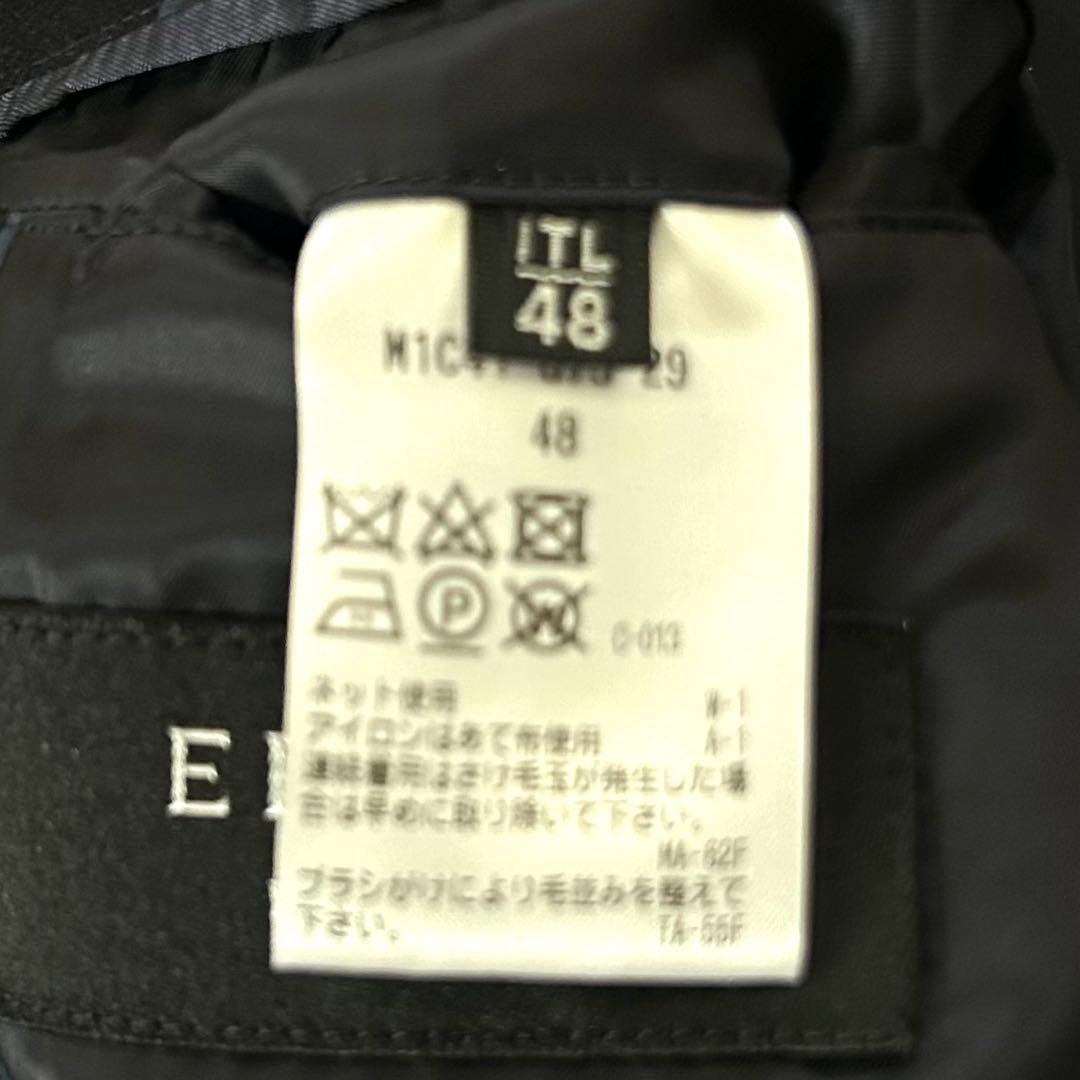 ITL
48
29
48
P
W
C-013
ネット使用 W-1
アイロンはあて布使用 A-1
連続着用はさけ毛玉が発生した場
合は早めに取り除いて下さい。
MA-62F
ブラシがけにより毛並みを整えて
下さい。 TA-55F
E